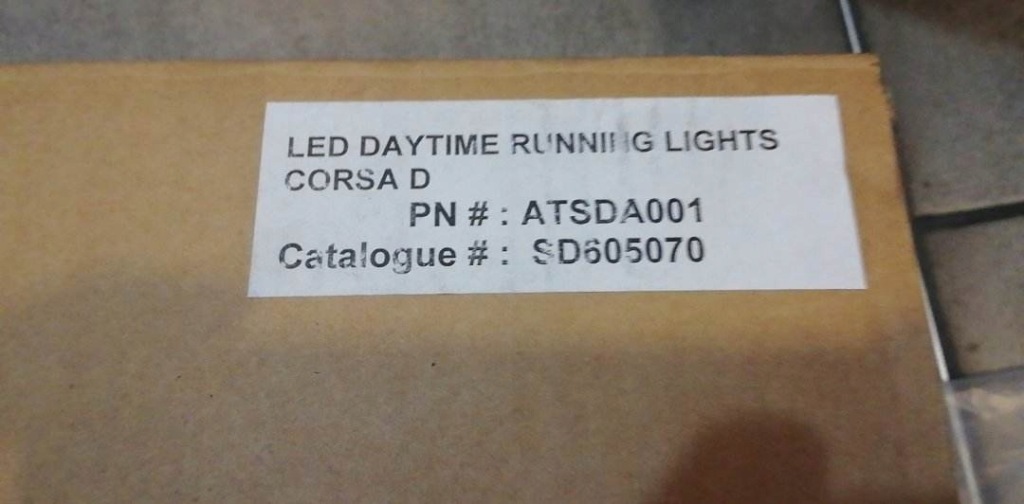 LED DAYTIME RUNNING LIGHTS
CORSA D
PN # : ATSDA001
Catalogue # : SD605070